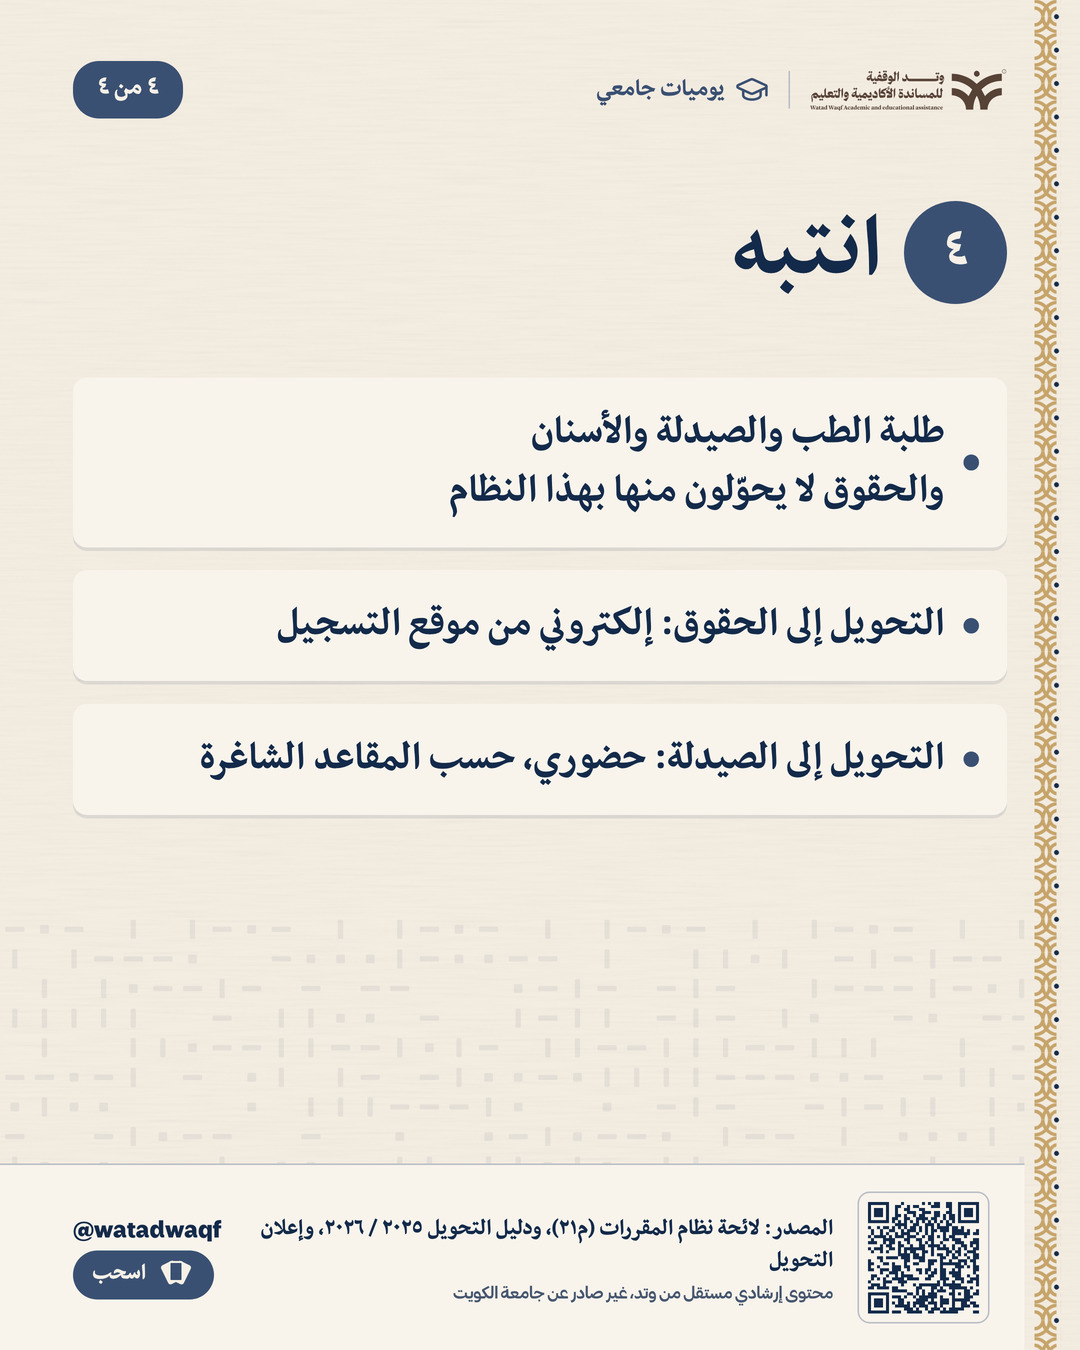 وتـــد الوقفية
للمساندة الأكاديمية والتعليم
Watad Waqf Academic and educational assistance
يوميات جامعي
٤ من ٤
٤
انتبه
طلبة الطب والصيدلة والأسنان
والحقوق لا يحوّلون منها بهذا النظام
التحويل إلى الحقوق: إلكتروني من موقع التسجيل
التحويل إلى الصيدلة: حضوري، حسب المقاعد الشاغرة
المصدر: لائحة نظام المقررات (م٢١)، ودليل التحويل ٢٠٢٥ / ٢٠٢٦، وإعلان
التحويل
محتوى إرشادي مستقل من وتد، غير صادر عن جامعة الكويت
@watadwaqf
اسحب